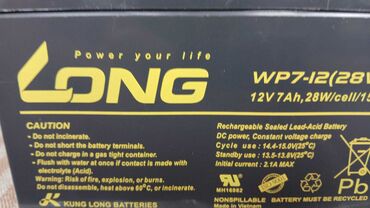 Power your life
LONG
WP7-12(28W
12V 7Ah,28W/cell/15
CAUTION
- Do not incinerate.
- Do not short the battery terminals.
- Do not charge in a gas tight container.
- Flush with water at once if contact is made with electrolyte (Acid).
Warning: Risk of fire, explosion, or burns.
Do not disassemble, heat above 60°C, or incinerate.
KUNG LONG BATTERIES
Rechargeable Sealed Lead-Acid Battery
DC power, Constant voltage charge
Cycle use : 14.4-15.0V(25°C)
Standby use : 13.5-13.8V(25°C)
Initial current : 2.1A MAX
MH16982
Nonspillable
Made in Vietnam
Pb